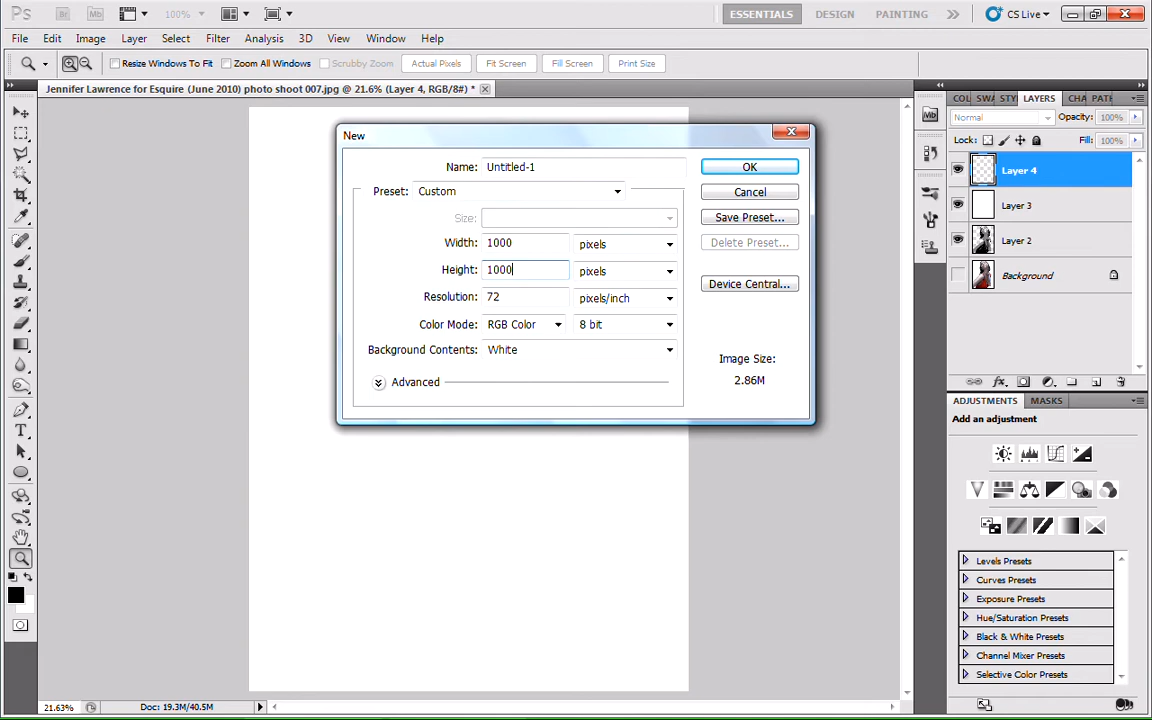 Ps Br Mb 100% ESSENTIALS DESIGN PAINTING CS Live
File Edit Image Layer Select Filter Analysis 3D View Window Help
Resize Windows To Fit Zoom All Windows Scrubby Zoom Actual Pixels Fit Screen Fill Screen Print Size
Jennifer Lawrence for Esquire (June 2010) photo shoot 007.jpg @ 21.6% (Layer 4, RGB/8#) *
COL SWA STYL LAYERS CHA PATH
Normal Opacity: 100%
Lock: Fill: 100%
Layer 4
Layer 3
Layer 2
Background
New
Name: Untitled-1
Preset: Custom
Size:
Width: 1000 pixels
Height: 1000 pixels
Resolution: 72 pixels/inch
Color Mode: RGB Color 8 bit
Background Contents: White
Advanced
OK
Cancel
Save Preset...
Delete Preset...
Device Central...
Image Size:
2.86M
Mb
T
fx
ADJUSTMENTS MASKS
Add an adjustment
Levels Presets
Curves Presets
Exposure Presets
Hue/Saturation Presets
Black & White Presets
Channel Mixer Presets
Selective Color Presets
21.63% Doc: 19.3M/40.5M